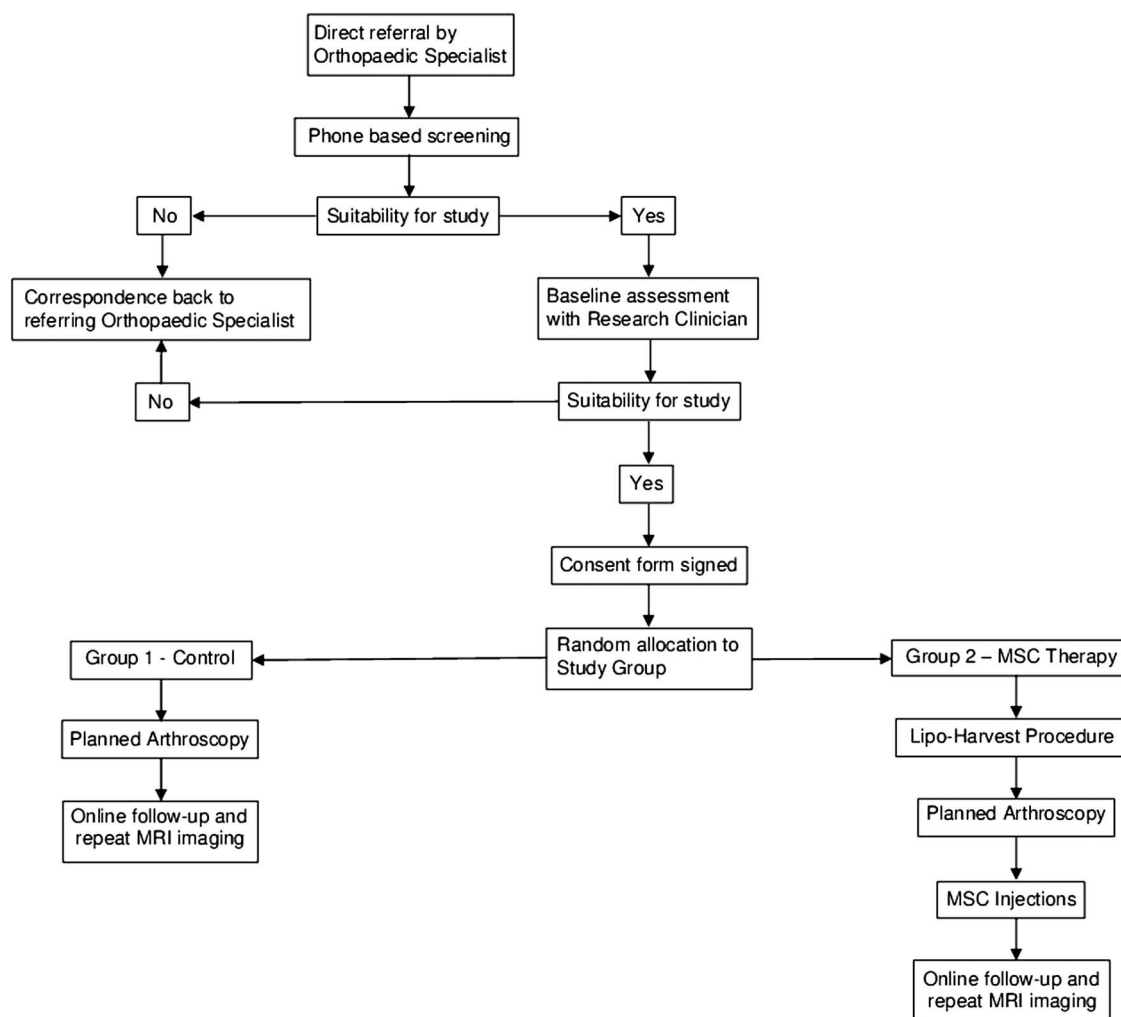 Direct referral by
Orthopaedic Specialist
Phone based screening
No
Suitability for study
Yes
Correspondence back to
referring Orthopaedic Specialist
Baseline assessment
with Research Clinician
No
Suitability for study
Yes
Consent form signed
Group 1 - Control
Random allocation to
Study Group
Group 2 – MSC Therapy
Planned Arthroscopy
Lipo-Harvest Procedure
Online follow-up and
repeat MRI imaging
Planned Arthroscopy
MSC Injections
Online follow-up and
repeat MRI imaging